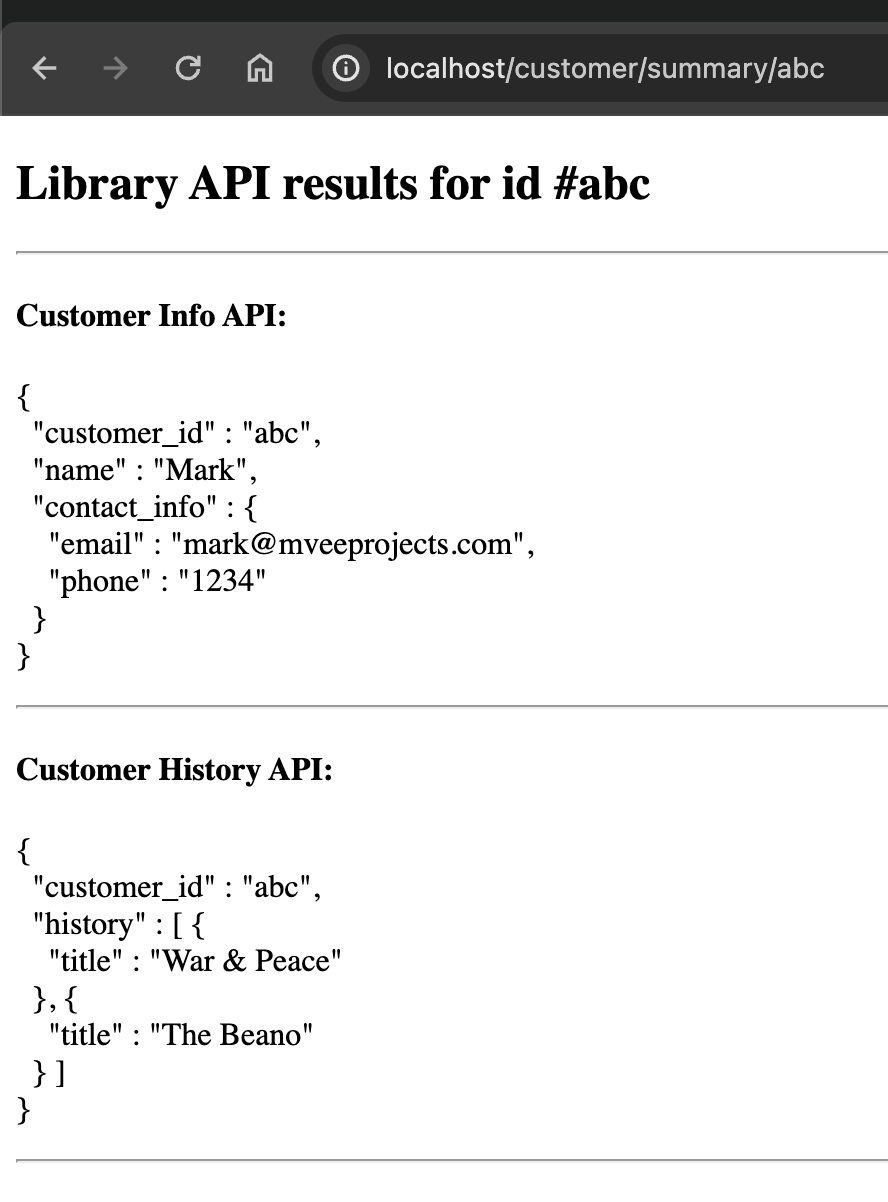 localhost/customer/summary/abc
Library API results for id #abc
Customer Info API:
{
"customer_id" : "abc",
"name" : "Mark",
"contact_info" : {
"email" : "mark@mveeprojects.com",
"phone" : "1234"
}
}
Customer History API:
{
"customer_id" : "abc",
"history" : [ {
"title" : "War & Peace"
}, {
"title" : "The Beano"
} ]
}